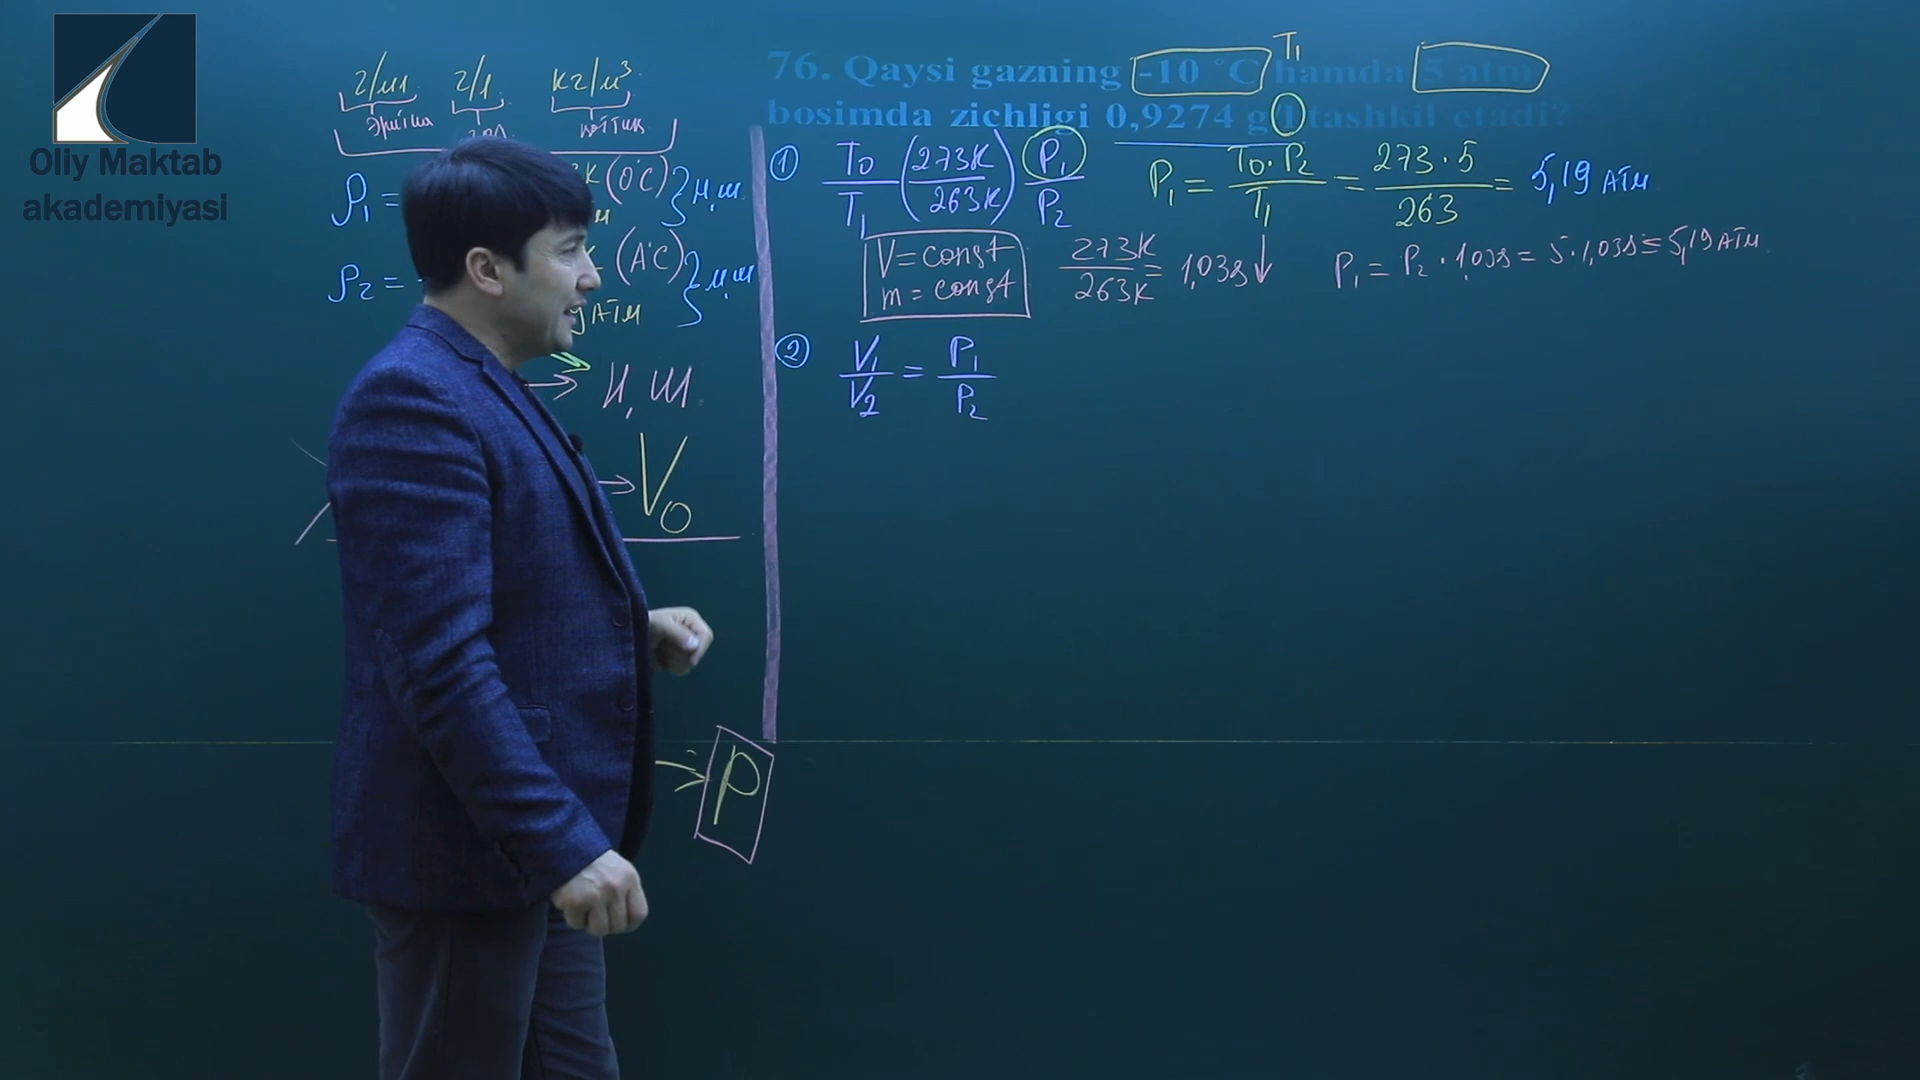 Oliy Maktab
akademiyasi
76. Qaysi gazning -10 °C hamda 5 atm
bosimda zichligi 0,9274 g/l tashkil etadi?
T₁
г/мл г/л кг/м³
ρ₁ = K (0°C) } н.ш
ρ₂ = (A°C)
АТМ
→ н, ш
→ V₀
→ P
① T₀/T₁ (273K/263K) P₁/P₂
P₁ = T₀·P₂/T₁ = 273·5/263 = 5,19 АТМ
V = const
m = const
273K/263K = 1,038 ↓
P₁ = P₂ · 1,038 = 5·1,038 = 5,19 АТМ
② V₁/V₂ = P₁/P₂